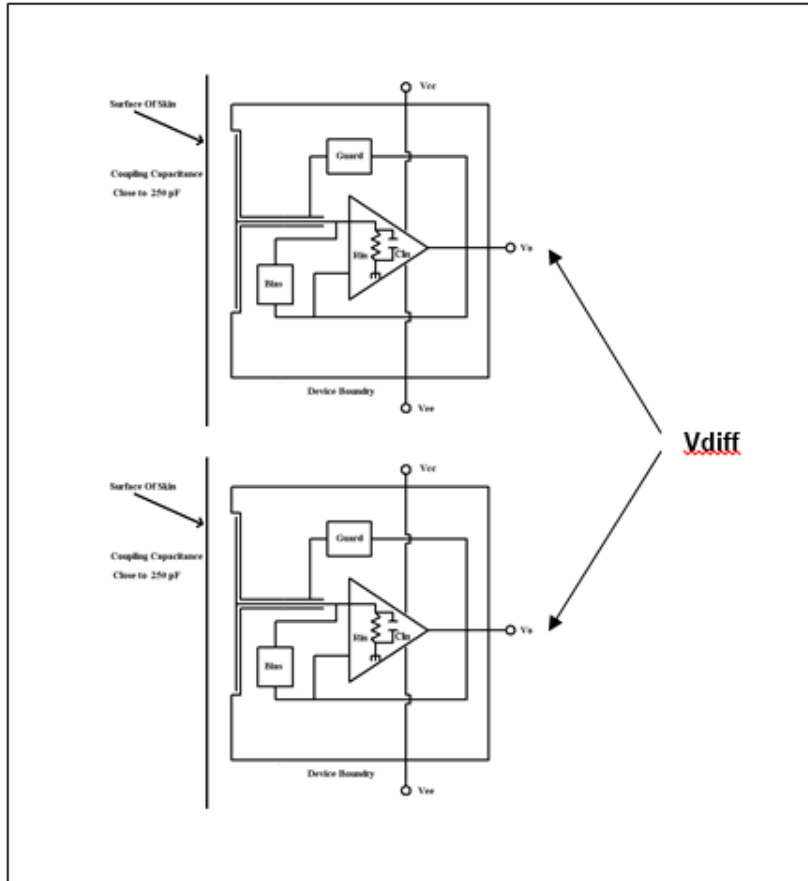 Vcc
Surface Of Skin
Guard
Coupling Capacitance
Close to 250 pF
Rin
Cin
Vo
Bias
Device Boundry
Vee
Vdiff
Vcc
Surface Of Skin
Guard
Coupling Capacitance
Close to 250 pF
Rin
Cin
Vo
Bias
Device Boundry
Vee